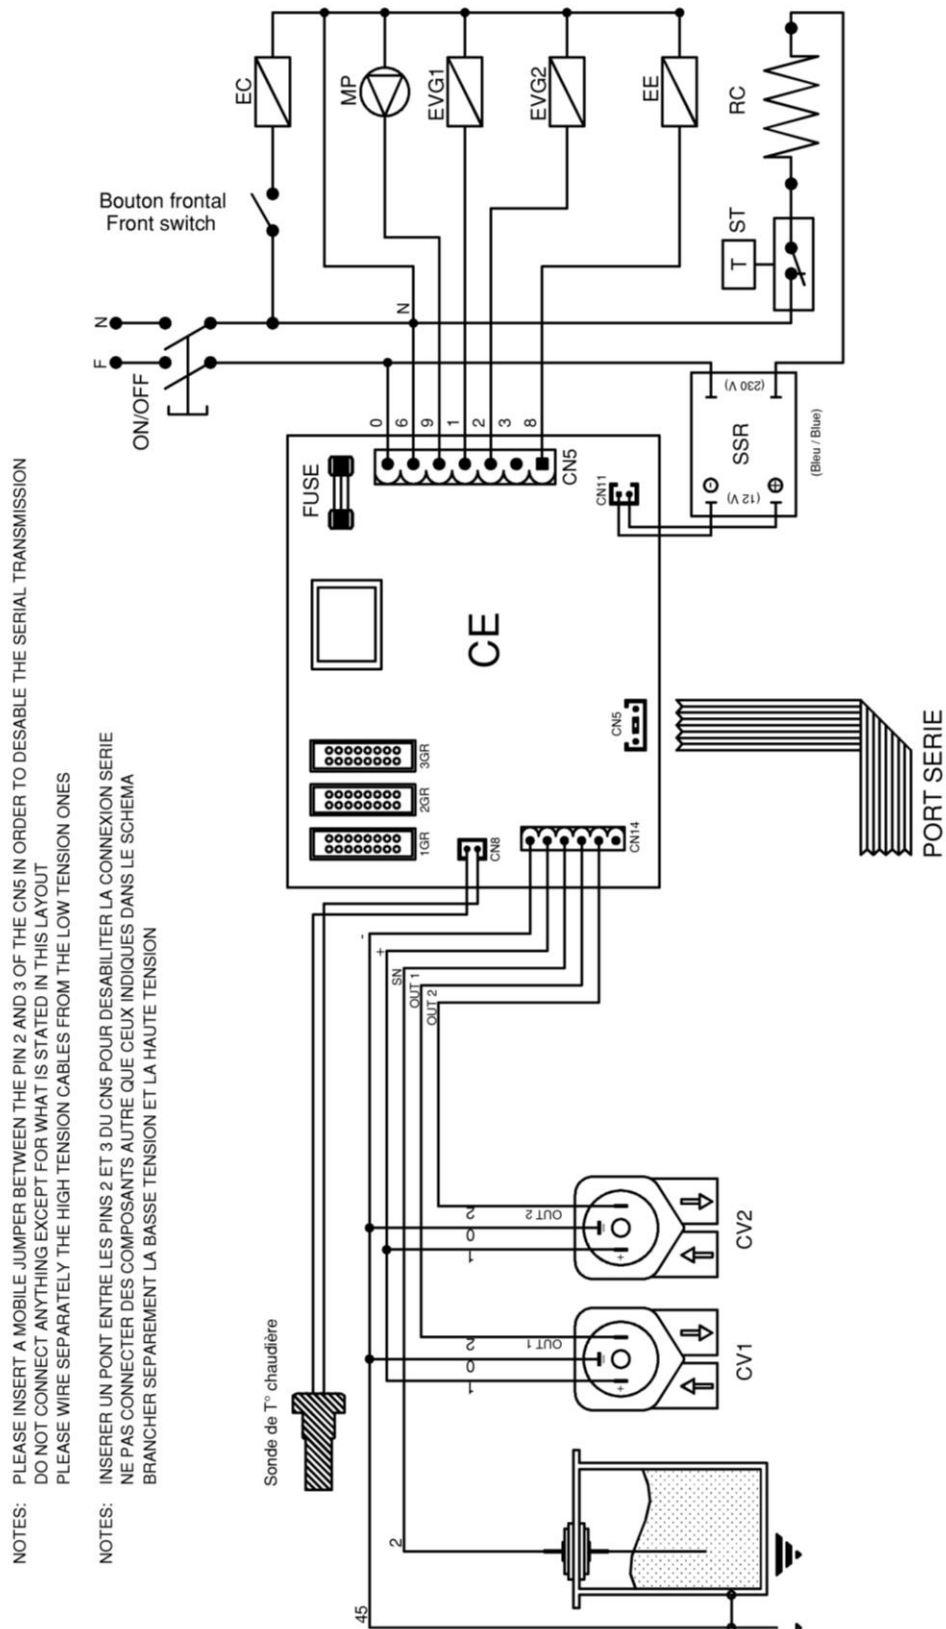 NOTES: PLEASE INSERT A MOBILE JUMPER BETWEEN THE PIN 2 AND 3 OF THE CN5 IN ORDER TO DESABLE THE SERIAL TRANSMISSION
DO NOT CONNECT ANYTHING EXCEPT FOR WHAT IS STATED IN THIS LAYOUT
PLEASE WIRE SEPARATELY THE HIGH TENSION CABLES FROM THE LOW TENSION ONES
NOTES: INSERER UN PONT ENTRE LES PINS 2 ET 3 DU CN5 POUR DESABILITER LA CONNEXION SERIE
NE PAS CONNECTER DES COMPOSANTS AUTRE QUE CEUX INDIQUES DANS LE SCHEMA
BRANCHER SEPAREMENT LA BASSE TENSION ET LA HAUTE TENSION
EC
MP
EVG1
EVG2
EE
RC
Bouton frontal
Front switch
ST
T
N
F
ON/OFF
N
0
6
9
1
2
3
8
CN5
FUSE
CN11
SSR
(230 V)
(12 V)
-
+
(Bleu / Blue)
CE
1GR
2GR
3GR
CN8
CN5
CN14
PORT SERIE
-
+
SN
OUT 1
OUT 2
Sonde de T° chaudière
2
0
1
OUT 2
-
+
CV2
2
0
1
OUT 1
-
+
CV1
2
45